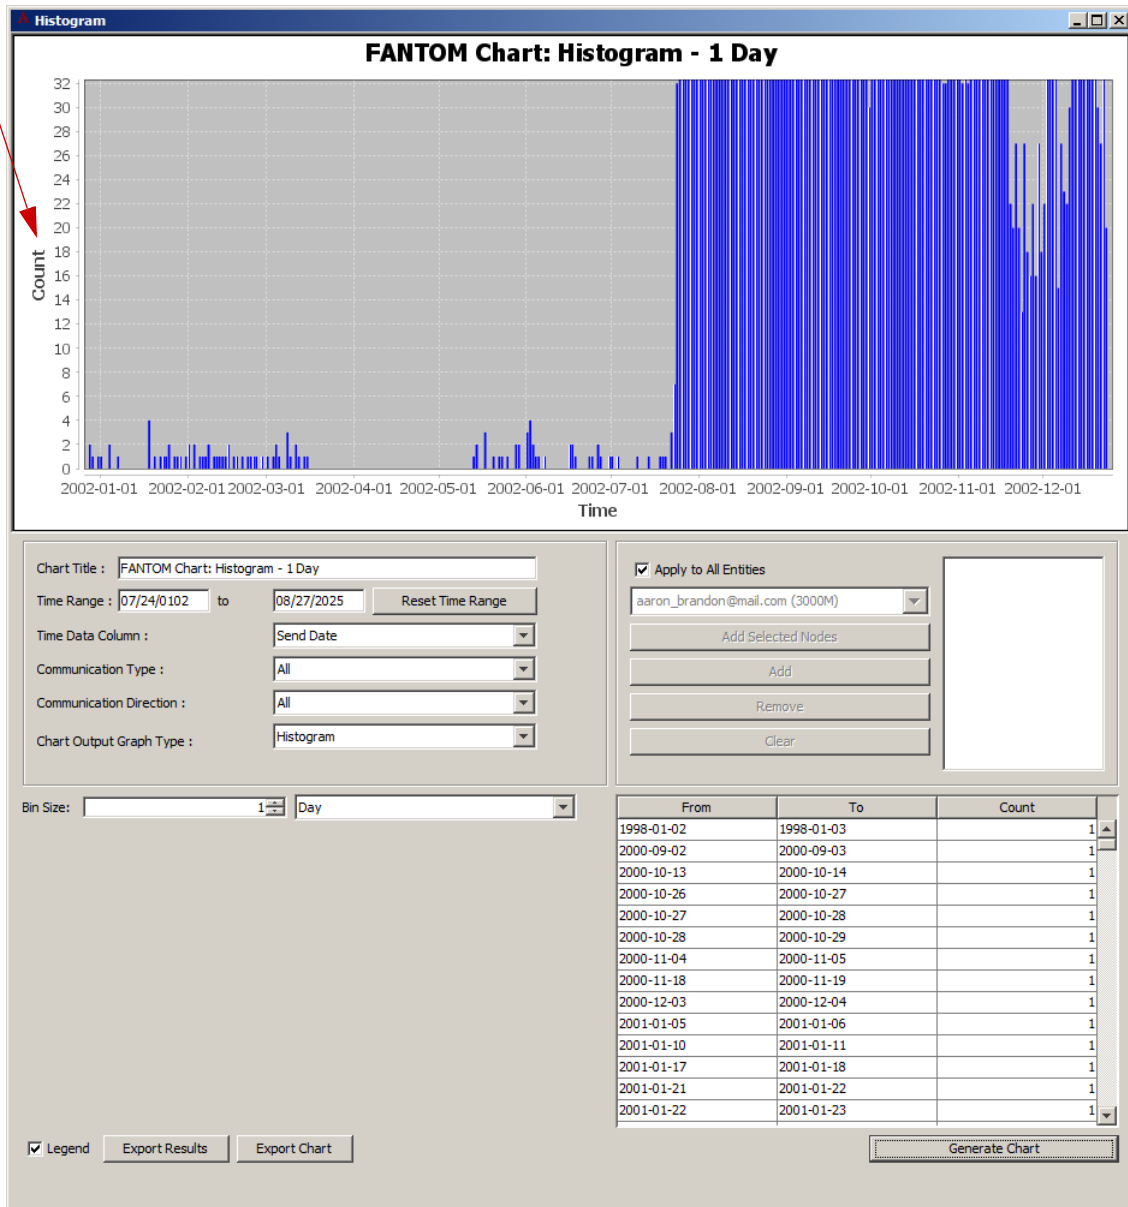 Histogram
FANTOM Chart: Histogram - 1 Day
32
30
28
26
24
22
20
18
16
14
12
10
8
6
4
2
0
Count
2002-01-01 2002-02-01 2002-03-01 2002-04-01 2002-05-01 2002-06-01 2002-07-01 2002-08-01 2002-09-01 2002-10-01 2002-11-01 2002-12-01
Time
Chart Title : FANTOM Chart: Histogram - 1 Day
Time Range : 07/24/0102 to 08/27/2025 Reset Time Range
Time Data Column : Send Date
Communication Type : All
Communication Direction : All
Chart Output Graph Type : Histogram
Apply to All Entities
aaron_brandon@mail.com (3000M)
Add Selected Nodes
Add
Remove
Clear
Bin Size: 1 Day
From To Count
1998-01-02 1998-01-03 1
2000-09-02 2000-09-03 1
2000-10-13 2000-10-14 1
2000-10-26 2000-10-27 1
2000-10-27 2000-10-28 1
2000-10-28 2000-10-29 1
2000-11-04 2000-11-05 1
2000-11-18 2000-11-19 1
2000-12-03 2000-12-04 1
2001-01-05 2001-01-06 1
2001-01-10 2001-01-11 1
2001-01-17 2001-01-18 1
2001-01-21 2001-01-22 1
2001-01-22 2001-01-23 1
Legend Export Results Export Chart Generate Chart